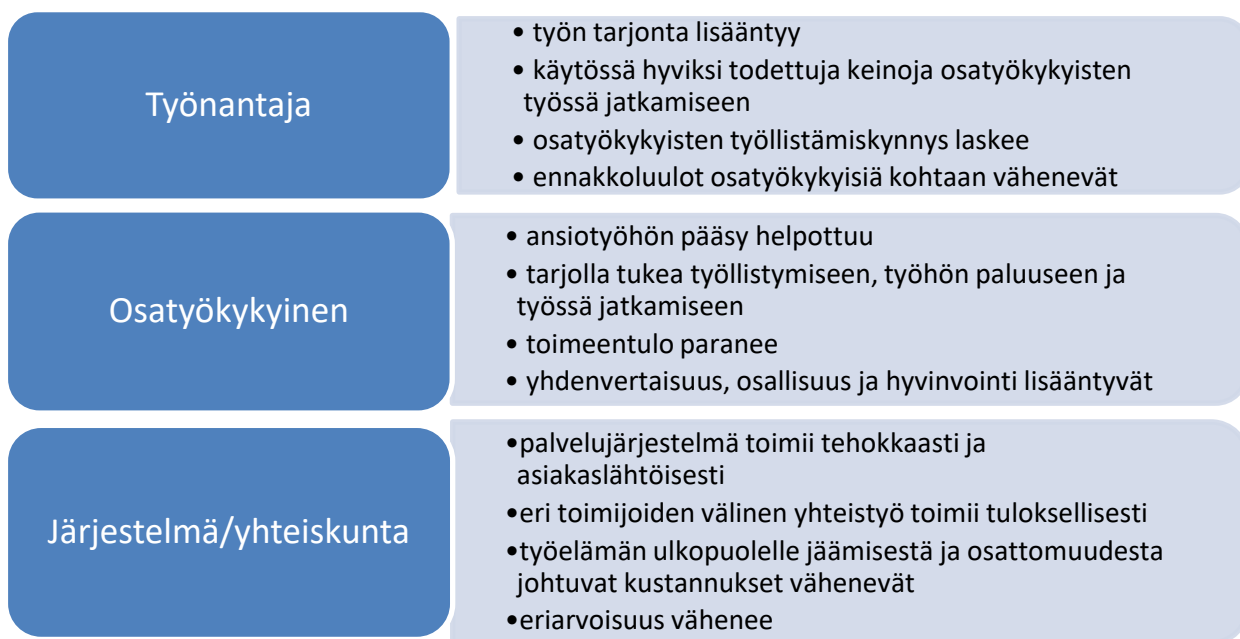 Työnantaja
• työn tarjonta lisääntyy
• käytössä hyviksi todettuja keinoja osatyökykyisten
työssä jatkamiseen
• osatyökykyisten työllistämiskynnys laskee
• ennakkoluulot osatyökykyisiä kohtaan vähenevät
Osatyökykyinen
• ansiotyöhön pääsy helpottuu
• tarjolla tukea työllistymiseen, työhön paluuseen ja
työssä jatkamiseen
• toimeentulo paranee
• yhdenvertaisuus, osallisuus ja hyvinvointi lisääntyvät
Järjestelmä/yhteiskunta
•palvelujärjestelmä toimii tehokkaasti ja
asiakaslähtöisesti
•eri toimijoiden välinen yhteistyö toimii tuloksellisesti
•työelämän ulkopuolelle jäämisestä ja osattomuudesta
johtuvat kustannukset vähenevät
•eriarvoisuus vähenee